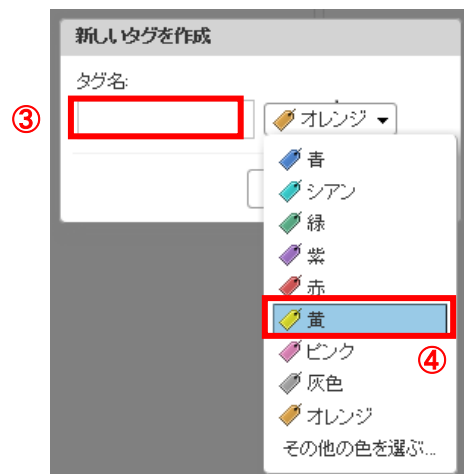 新しいタグを作成
タグ名:
③
オレンジ
青
シアン
緑
紫
赤
黄
ピンク
④
灰色
オレンジ
その他の色を選ぶ...